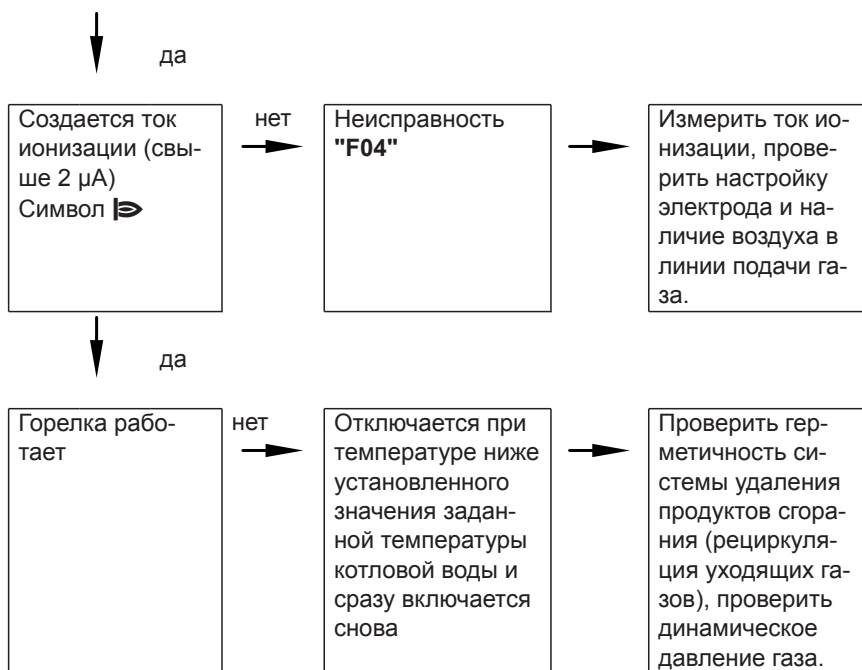 да
Создается ток
ионизации (свы-
ше 2 µA)
Символ
нет
Неисправность
"F04"
Измерить ток ио-
низации, прове-
рить настройку
электрода и на-
личие воздуха в
линии подачи га-
за.
да
Горелка рабо-
тает
нет
Отключается при
температуре ниже
установленного
значения задан-
ной температуры
котловой воды и
сразу включается
снова
Проверить гер-
метичность си-
стемы удаления
продуктов сгора-
ния (рециркуля-
ция уходящих га-
зов), проверить
динамическое
давление газа.